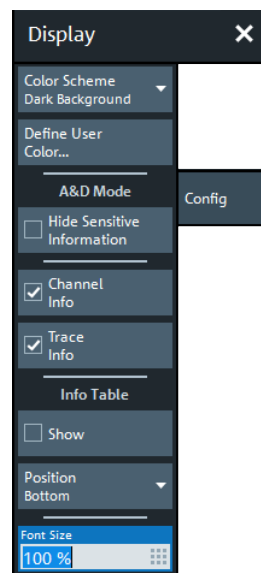 Display
Color Scheme
Dark Background
Define User
Color...
A&D Mode
Hide Sensitive
Information
Config
Channel
Info
Trace
Info
Info Table
Show
Position
Bottom
Font Size
100 %